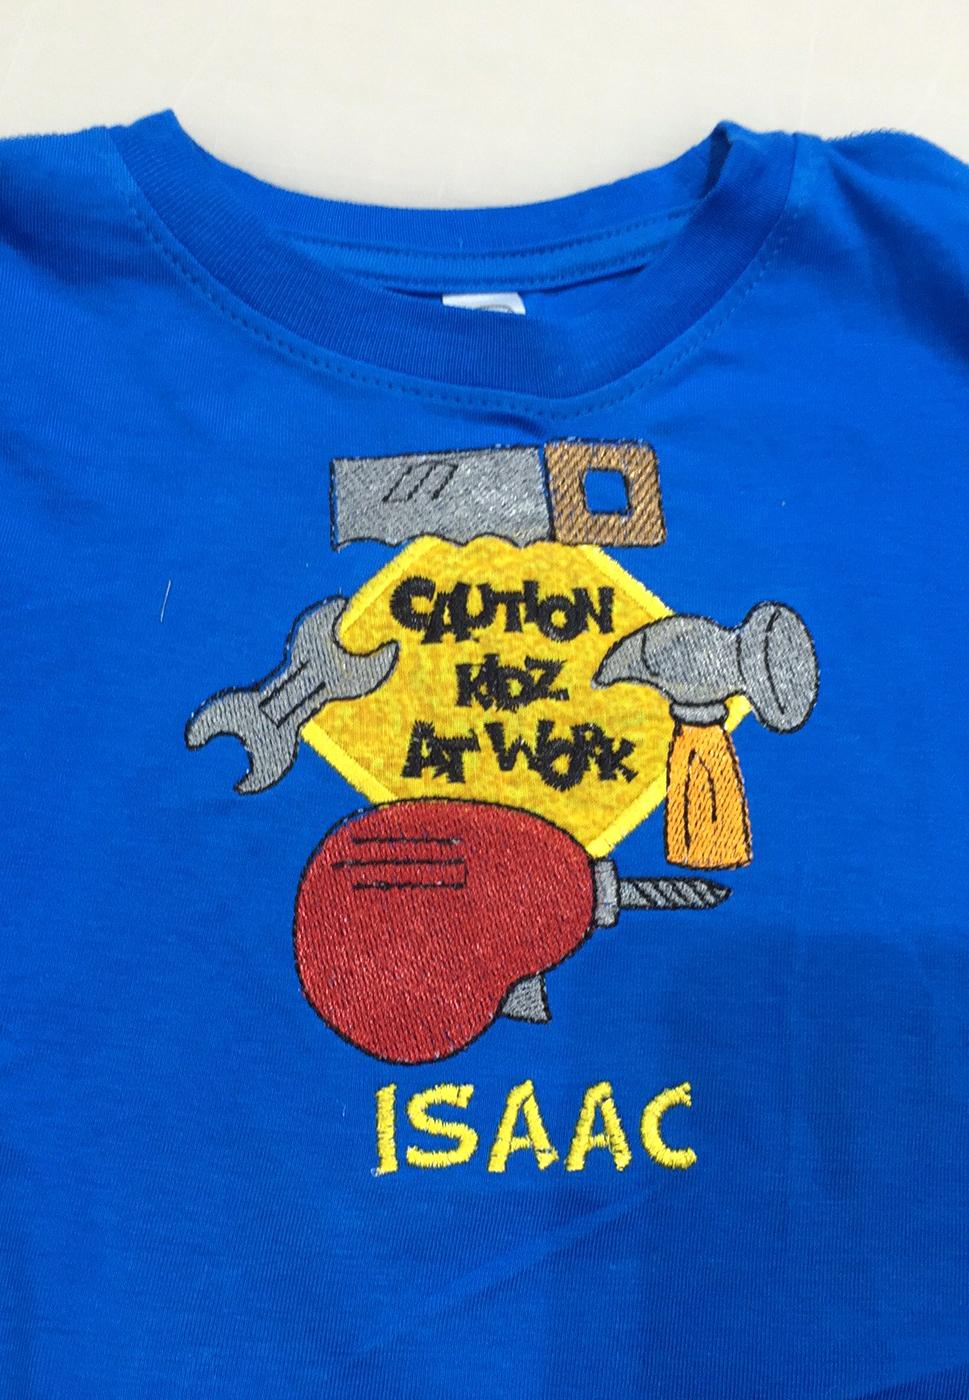 CAUTION
KIDZ
AT WORK
ISAAC